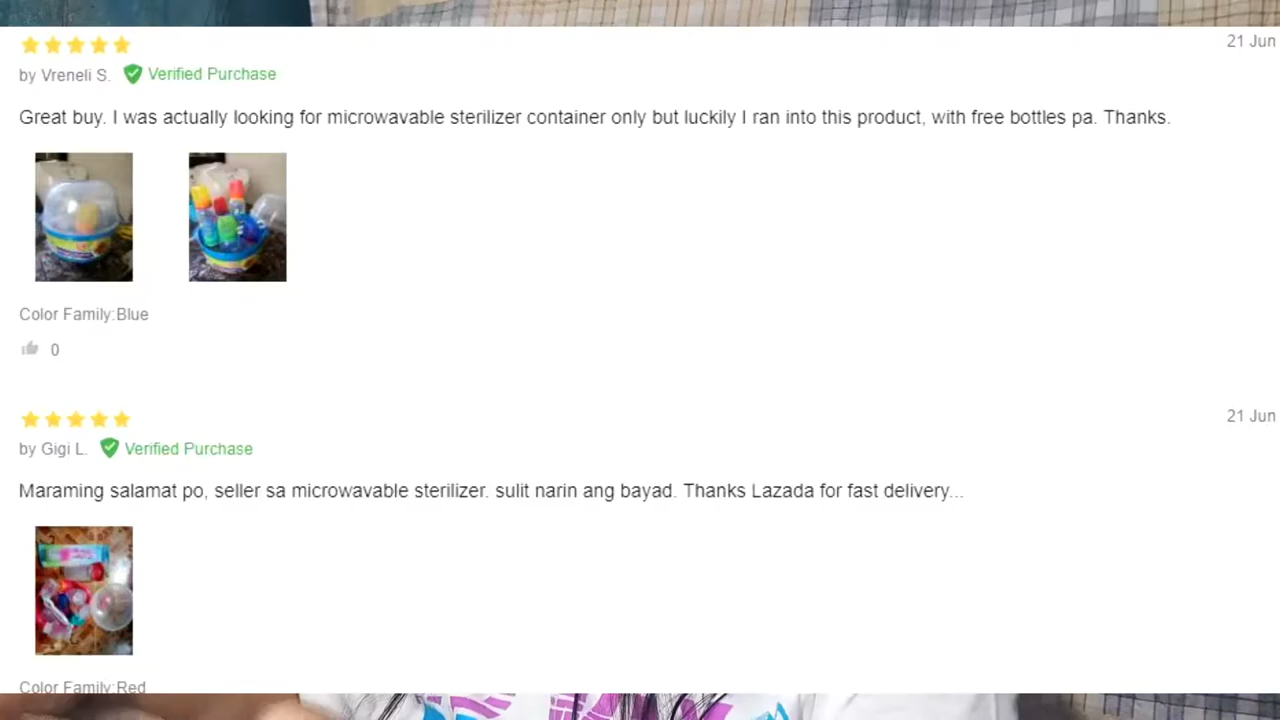 21 Jun
by Vreneli S. Verified Purchase
Great buy. I was actually looking for microwavable sterilizer container only but luckily I ran into this product, with free bottles pa. Thanks.
Color Family:Blue
0
21 Jun
by Gigi L. Verified Purchase
Maraming salamat po, seller sa microwavable sterilizer. sulit narin ang bayad. Thanks Lazada for fast delivery...
Color Family:Red